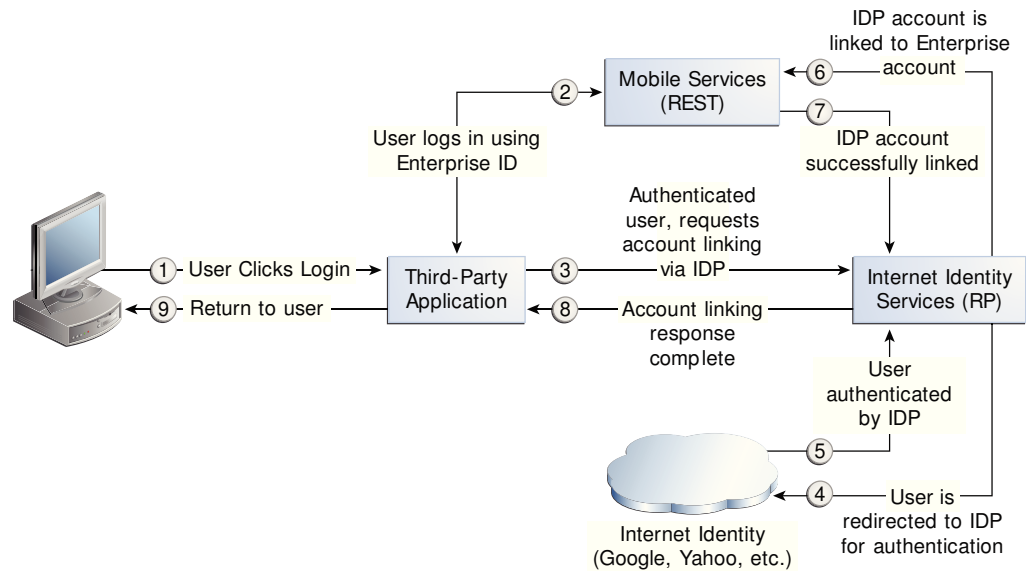 IDP account is
linked to Enterprise
account
6
Mobile Services
(REST)
2
7
User logs in using
Enterprise ID
IDP account
successfully linked
Authenticated
user, requests
account linking
via IDP
1 User Clicks Login
Third-Party
Application
3
Internet Identity
Services (RP)
9 Return to user
8
Account linking
response
complete
User
authenticated
by IDP
5
4
User is
redirected to IDP
for authentication
Internet Identity
(Google, Yahoo, etc.)